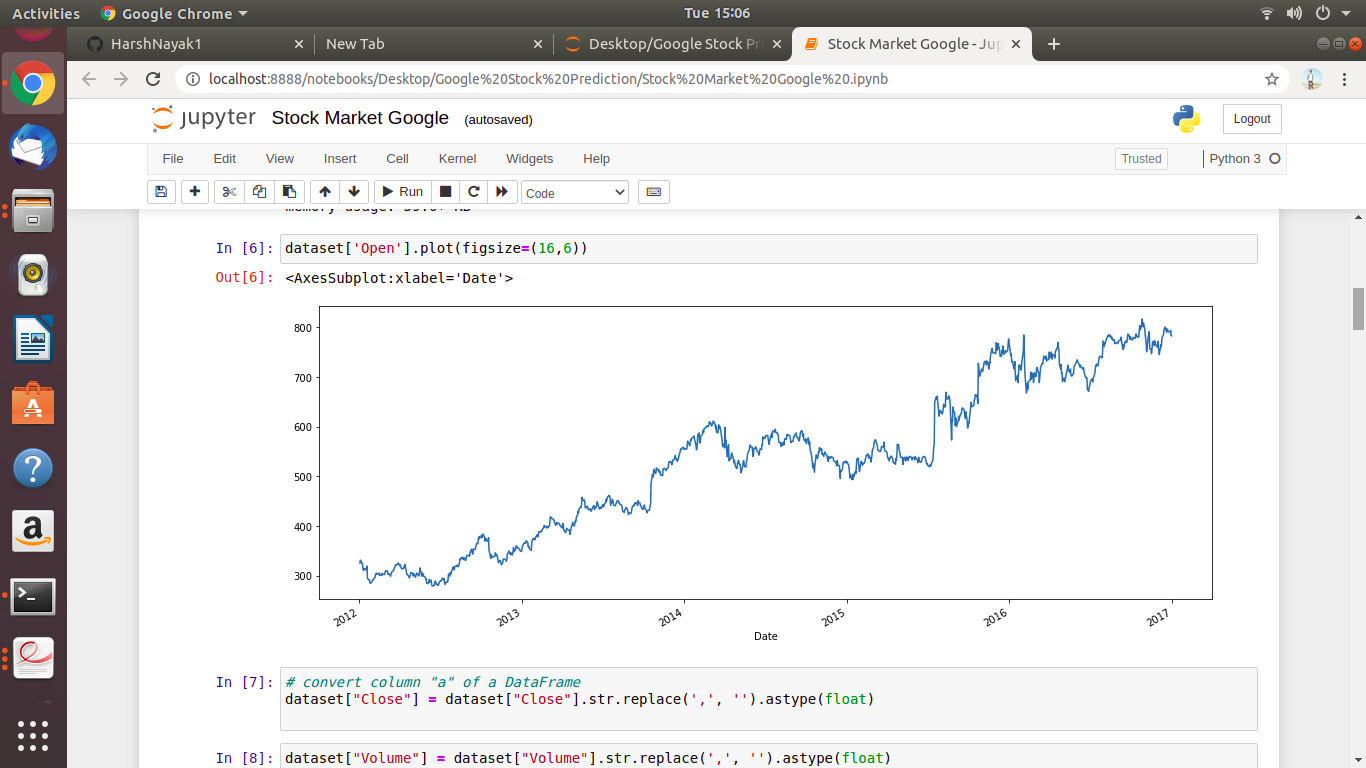 Activities Google Chrome Tue 15:06
HarshNayak1 New Tab Desktop/Google Stock Pr Stock Market Google - Jup
localhost:8888/notebooks/Desktop/Google%20Stock%20Prediction/Stock%20Market%20Google%20.ipynb
jupyter Stock Market Google (autosaved) Logout
File Edit View Insert Cell Kernel Widgets Help Trusted Python 3
Run Code
In [6]: dataset['Open'].plot(figsize=(16,6))
Out[6]: <AxesSubplot:xlabel='Date'>
800
700
600
500
400
300
2012 2013 2014 2015 2016 2017
Date
In [7]: # convert column "a" of a DataFrame
dataset["Close"] = dataset["Close"].str.replace(',', '').astype(float)
In [8]: dataset["Volume"] = dataset["Volume"].str.replace(',', '').astype(float)